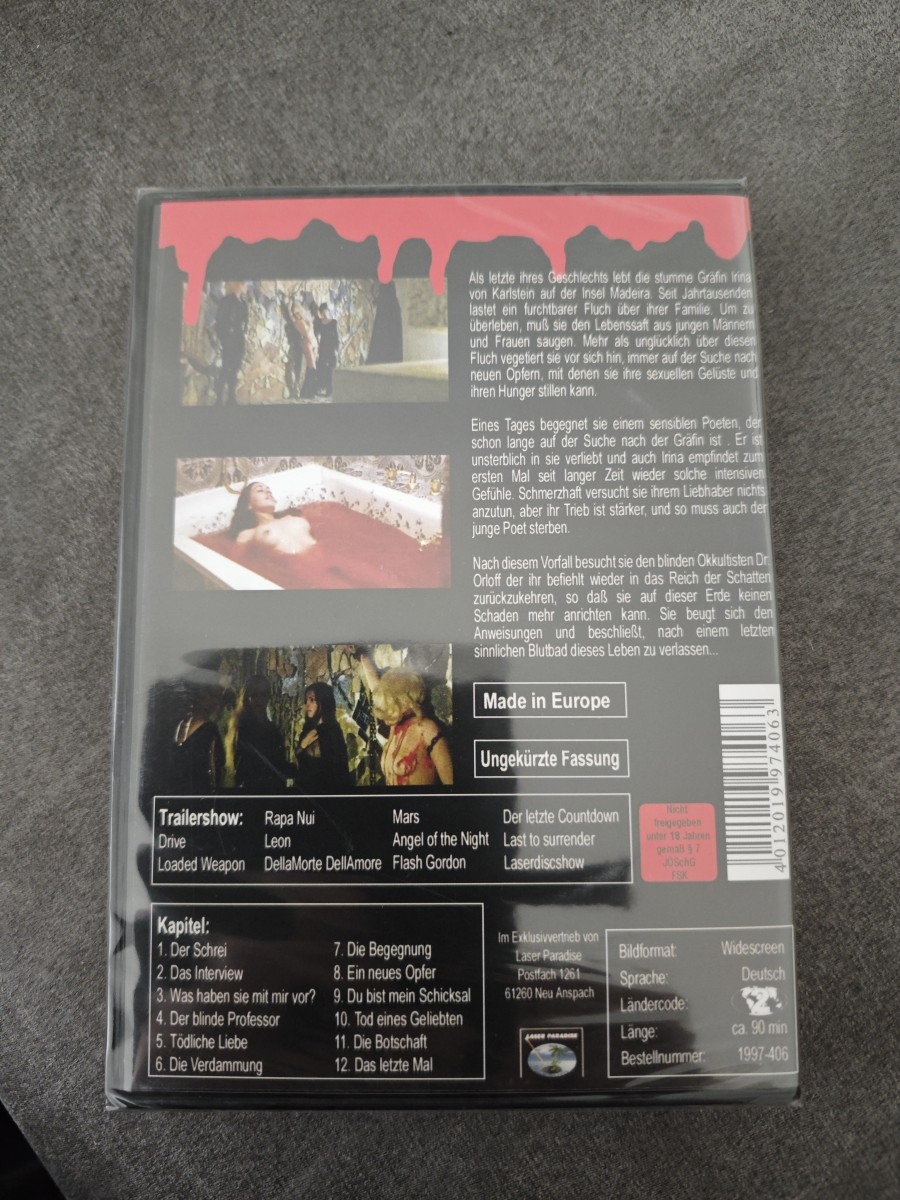 Als letzte ihres Geschlechts lebt die stumme Gräfin Irina
von Karlstein auf der Insel Madeira. Seit Jahrtausenden
lastet ein furchtbarer Fluch über ihrer Familie. Um zu
überleben, muß sie den Lebenssaft aus jungen Männern
und Frauen saugen. Mehr als unglücklich über diesen
Fluch vegetiert sie vor sich hin, immer auf der Suche nach
neuen Opfern, mit denen sie ihre sexuellen Gelüste und
ihren Hunger stillen kann.
Eines Tages begegnet sie einem sensiblen Poeten, der
schon lange auf der Suche nach der Gräfin ist . Er ist
unsterblich in sie verliebt und auch Irina empfindet zum
ersten Mal seit langer Zeit wieder solche intensiven
Gefühle. Schmerzhaft versucht sie ihrem Liebhaber nichts
anzutun, aber ihr Trieb ist stärker, und so muss auch der
junge Poet sterben.
Nach diesem Vorfall besucht sie den blinden Okkultisten Dr.
Orloff der ihr befiehlt wieder in das Reich der Schatten
zurückzukehren, so daß sie auf dieser Erde keinen
Schaden mehr anrichten kann. Sie beugt sich den
Anweisungen und beschließt, nach einem letzten
sinnlichen Blutbad dieses Leben zu verlassen...
Made in Europe
Ungekürzte Fassung
Trailershow: Rapa Nui Mars Der letzte Countdown
Drive Leon Angel of the Night Last to surrender
Loaded Weapon DellaMorte DellAmore Flash Gordon Laserdiscshow
Nicht
freigegeben
unter 18 Jahren
gemäß § 7
JÖSchG
FSK
4 012019 974063
Kapitel:
1. Der Schrei
2. Das Interview
3. Was haben sie mit mir vor?
4. Der blinde Professor
5. Tödliche Liebe
6. Die Verdammung
7. Die Begegnung
8. Ein neues Opfer
9. Du bist mein Schicksal
10. Tod eines Geliebten
11. Die Botschaft
12. Das letzte Mal
Im Exklusivvertrieb von
Laser Paradise
Postfach 1261
61260 Neu Anspach
LASER PARADISE
Bildformat: Widescreen
Sprache: Deutsch
Ländercode: 2
Länge: ca. 90 min
Bestellnummer: 1997-406